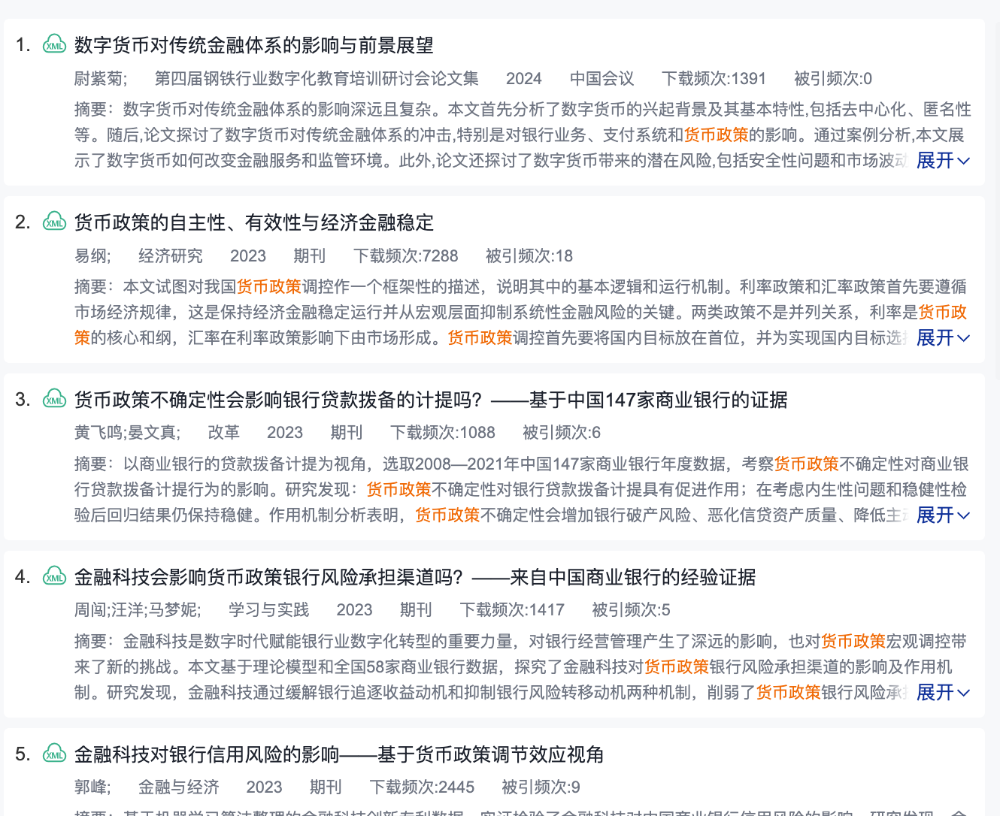 1. XML 数字货币对传统金融体系的影响与前景展望
尉紫菊; 第四届钢铁行业数字化教育培训研讨会论文集 2024 中国会议 下载频次:1391 被引频次:0
摘要：数字货币对传统金融体系的影响深远且复杂。本文首先分析了数字货币的兴起背景及其基本特性,包括去中心化、匿名性
等。随后,论文探讨了数字货币对传统金融体系的冲击,特别是对银行业务、支付系统和货币政策的影响。通过案例分析,本文展
示了数字货币如何改变金融服务和监管环境。此外,论文还探讨了数字货币带来的潜在风险,包括安全性问题和市场波动 展开
2. XML 货币政策的自主性、有效性与经济金融稳定
易纲; 经济研究 2023 期刊 下载频次:7288 被引频次:18
摘要：本文试图对我国货币政策调控作一个框架性的描述，说明其中的基本逻辑和运行机制。利率政策和汇率政策首先要遵循
市场经济规律，这是保持经济金融稳定运行并从宏观层面抑制系统性金融风险的关键。两类政策不是并列关系，利率是货币政
策的核心和纲，汇率在利率政策影响下由市场形成。货币政策调控首先要将国内目标放在首位，并为实现国内目标选 展开
3. XML 货币政策不确定性会影响银行贷款拨备的计提吗？——基于中国147家商业银行的证据
黄飞鸣;晏文真; 改革 2023 期刊 下载频次:1088 被引频次:6
摘要：以商业银行的贷款拨备计提为视角，选取2008—2021年中国147家商业银行年度数据，考察货币政策不确定性对商业银
行贷款拨备计提行为的影响。研究发现：货币政策不确定性对银行贷款拨备计提具有促进作用；在考虑内生性问题和稳健性检
验后回归结果仍保持稳健。作用机制分析表明，货币政策不确定性会增加银行破产风险、恶化信贷资产质量、降低主 展开
4. XML 金融科技会影响货币政策银行风险承担渠道吗？——来自中国商业银行的经验证据
周闯;汪洋;马梦妮; 学习与实践 2023 期刊 下载频次:1417 被引频次:5
摘要：金融科技是数字时代赋能银行业数字化转型的重要力量，对银行经营管理产生了深远的影响，也对货币政策宏观调控带
来了新的挑战。本文基于理论模型和全国58家商业银行数据，探究了金融科技对货币政策银行风险承担渠道的影响及作用机
制。研究发现，金融科技通过缓解银行追逐收益动机和抑制银行风险转移动机两种机制，削弱了货币政策银行风险承 展开
5. XML 金融科技对银行信用风险的影响——基于货币政策调节效应视角
郭峰; 金融与经济 2023 期刊 下载频次:2445 被引频次:9